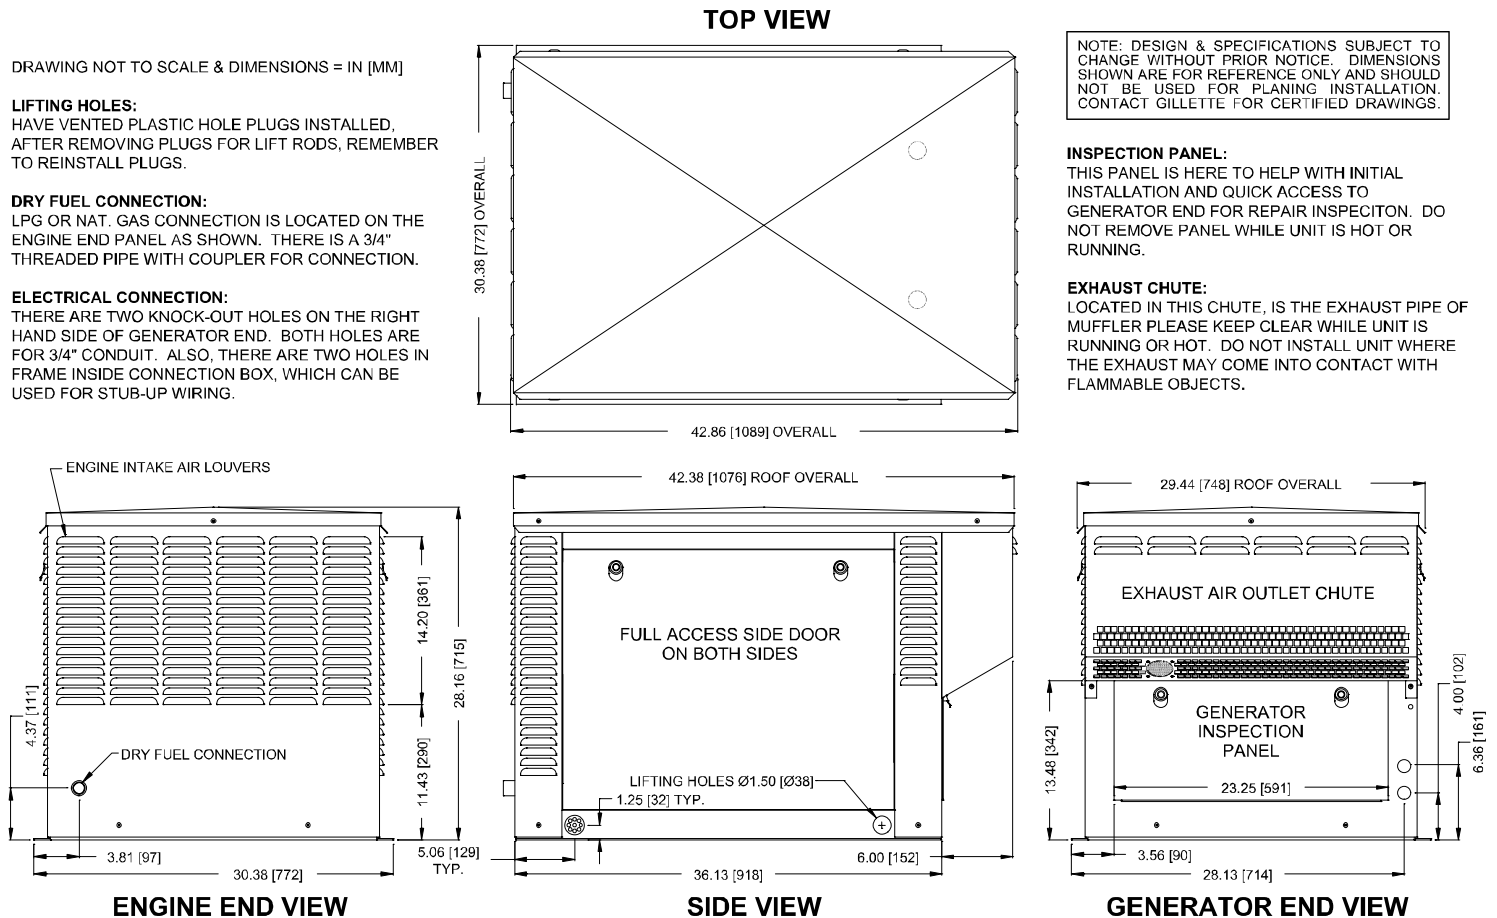 TOP VIEW
DRAWING NOT TO SCALE & DIMENSIONS = IN [MM]
LIFTING HOLES:
HAVE VENTED PLASTIC HOLE PLUGS INSTALLED,
AFTER REMOVING PLUGS FOR LIFT RODS, REMEMBER
TO REINSTALL PLUGS.
DRY FUEL CONNECTION:
LPG OR NAT. GAS CONNECTION IS LOCATED ON THE
ENGINE END PANEL AS SHOWN. THERE IS A 3/4"
THREADED PIPE WITH COUPLER FOR CONNECTION.
ELECTRICAL CONNECTION:
THERE ARE TWO KNOCK-OUT HOLES ON THE RIGHT
HAND SIDE OF GENERATOR END. BOTH HOLES ARE
FOR 3/4" CONDUIT. ALSO, THERE ARE TWO HOLES IN
FRAME INSIDE CONNECTION BOX, WHICH CAN BE
USED FOR STUB-UP WIRING.
30.38 [772] OVERALL
42.86 [1089] OVERALL
NOTE: DESIGN & SPECIFICATIONS SUBJECT TO
CHANGE WITHOUT PRIOR NOTICE. DIMENSIONS
SHOWN ARE FOR REFERENCE ONLY AND SHOULD
NOT BE USED FOR PLANING INSTALLATION.
CONTACT GILLETTE FOR CERTIFIED DRAWINGS.
INSPECTION PANEL:
THIS PANEL IS HERE TO HELP WITH INITIAL
INSTALLATION AND QUICK ACCESS TO
GENERATOR END FOR REPAIR INSPECITON. DO
NOT REMOVE PANEL WHILE UNIT IS HOT OR
RUNNING.
EXHAUST CHUTE:
LOCATED IN THIS CHUTE, IS THE EXHAUST PIPE OF
MUFFLER PLEASE KEEP CLEAR WHILE UNIT IS
RUNNING OR HOT. DO NOT INSTALL UNIT WHERE
THE EXHAUST MAY COME INTO CONTACT WITH
FLAMMABLE OBJECTS.
ENGINE INTAKE AIR LOUVERS
14.20 [361]
28.16 [715]
4.37 [111]
11.43 [290]
DRY FUEL CONNECTION
3.81 [97]
30.38 [772]
ENGINE END VIEW
42.38 [1076] ROOF OVERALL
FULL ACCESS SIDE DOOR
ON BOTH SIDES
LIFTING HOLES Ø1.50 [Ø38]
1.25 [32] TYP.
5.06 [129]
TYP.
6.00 [152]
36.13 [918]
SIDE VIEW
29.44 [748] ROOF OVERALL
EXHAUST AIR OUTLET CHUTE
GENERATOR
INSPECTION
PANEL
13.48 [342]
4.00 [102]
6.36 [161]
23.25 [591]
3.56 [90]
28.13 [714]
GENERATOR END VIEW